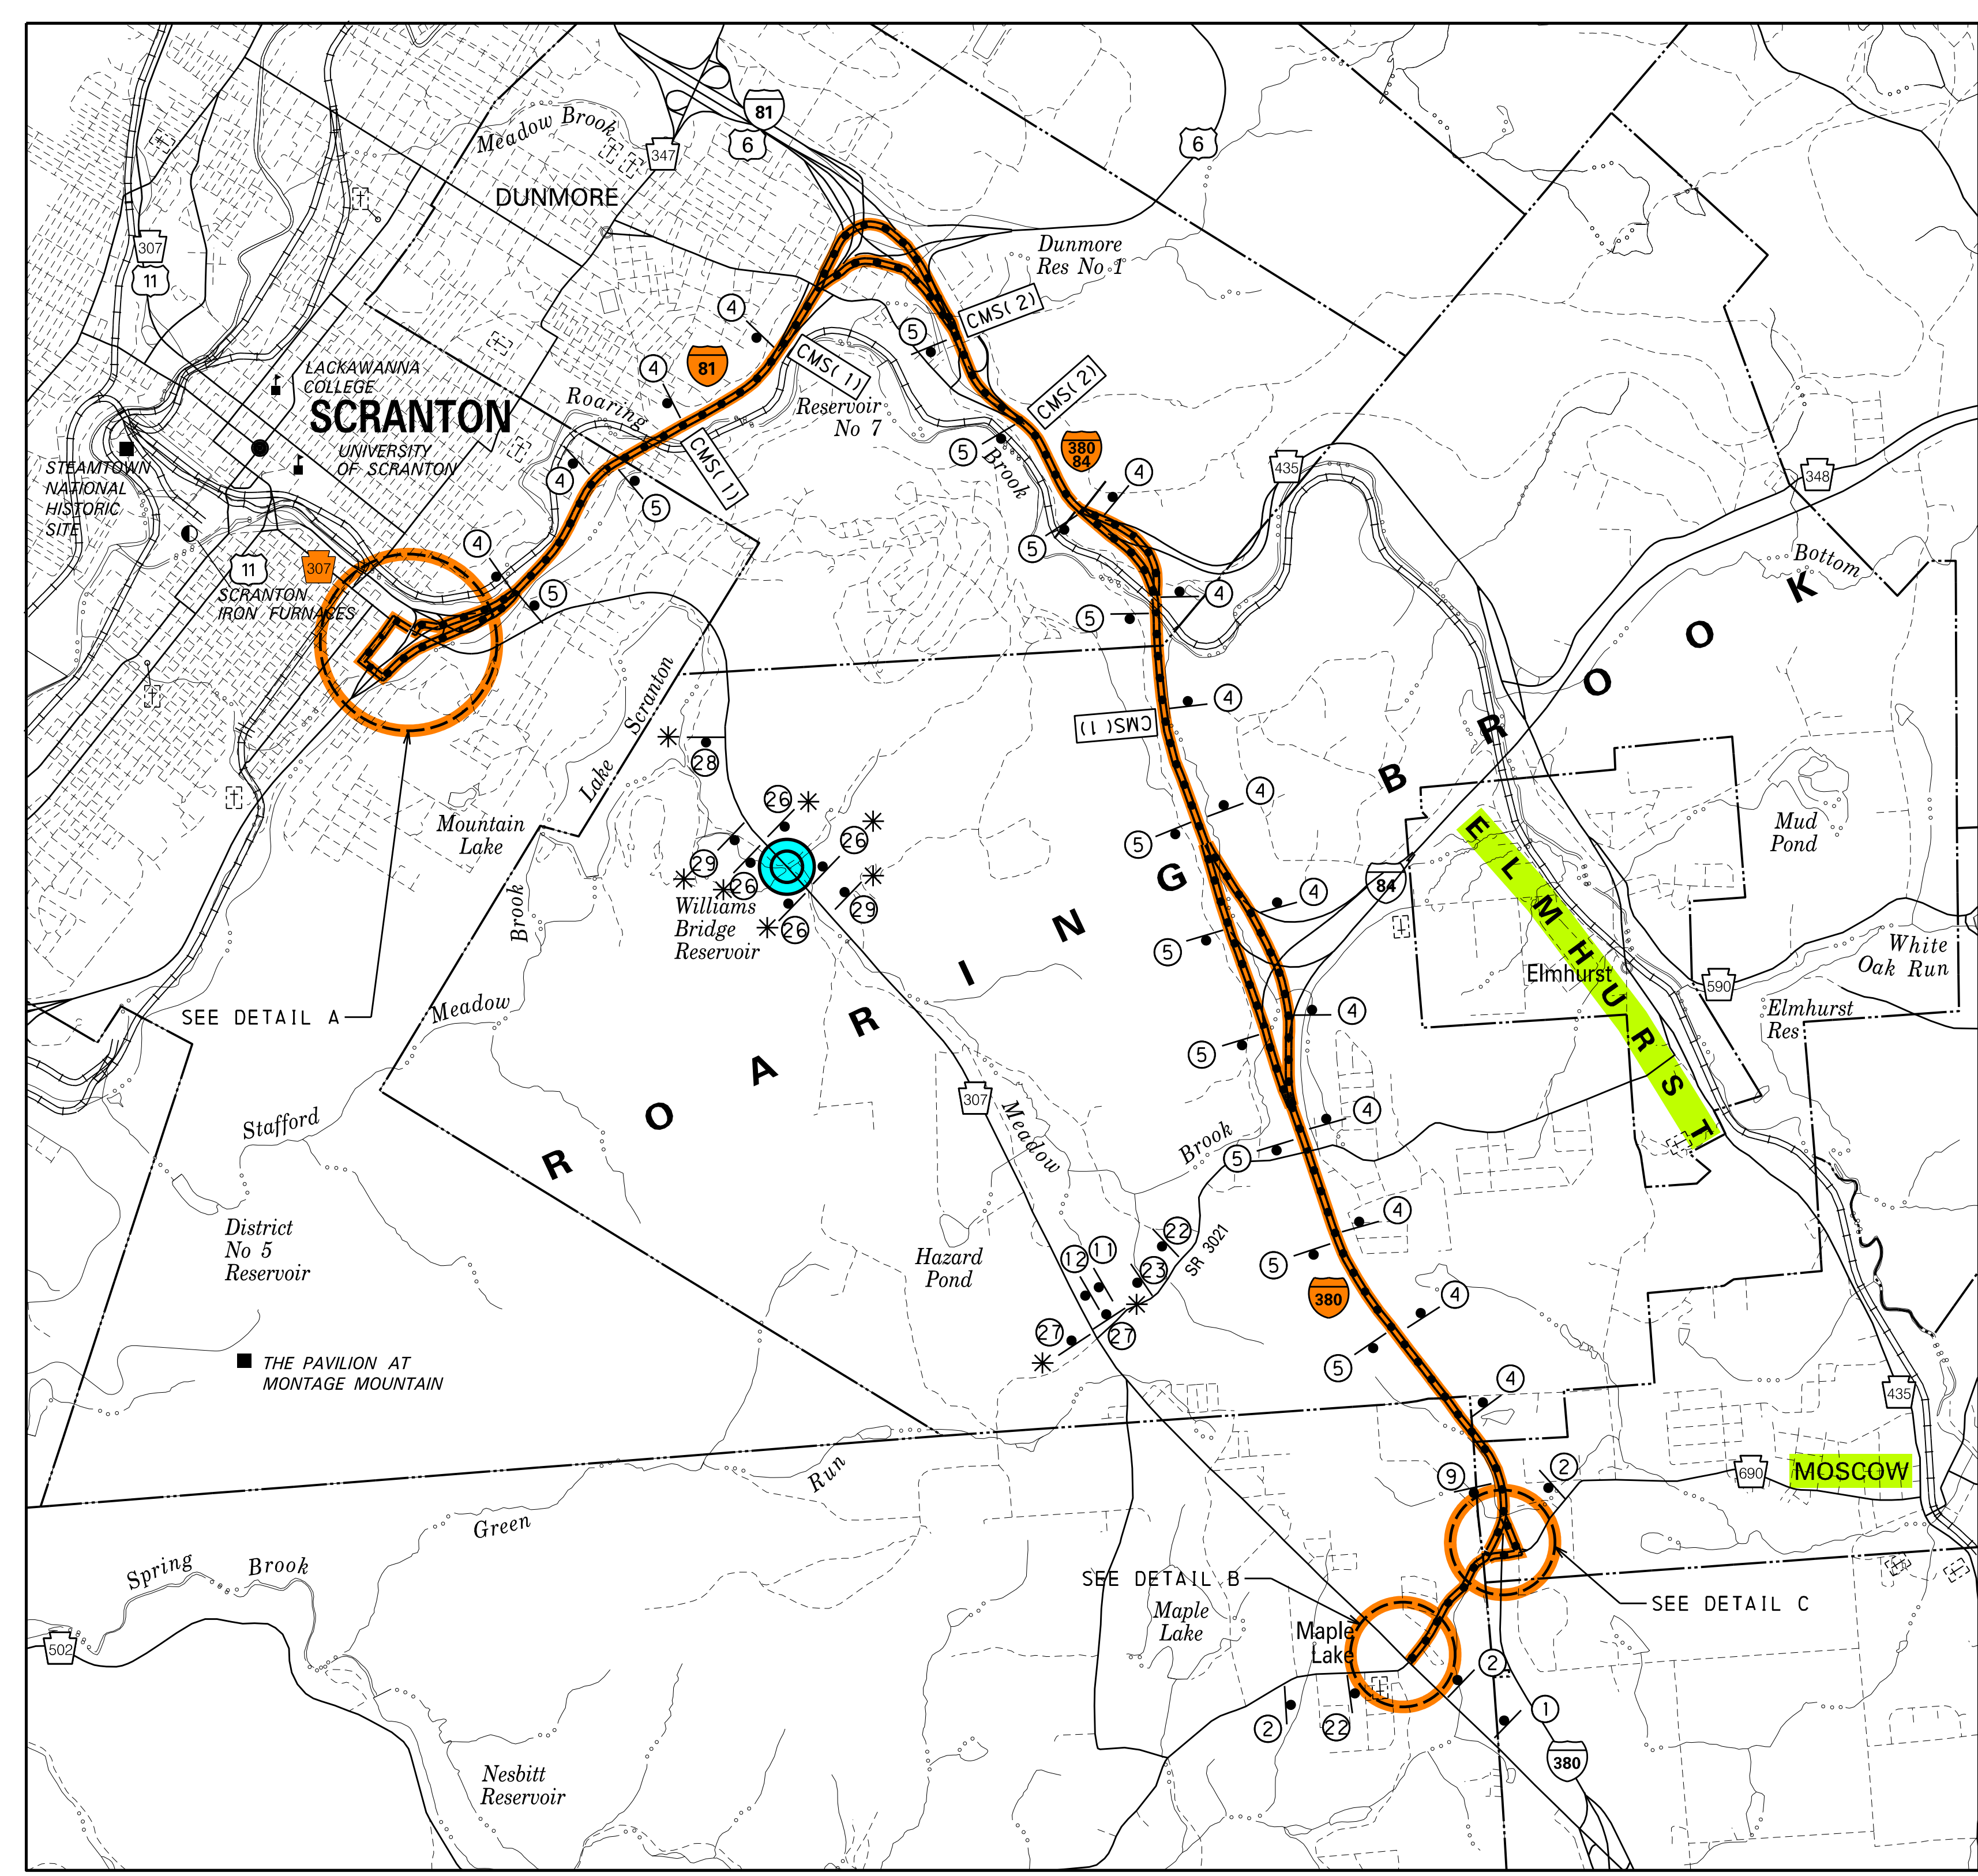 81
6
6
Meadow Brook
347
DUNMORE
307
11
Dunmore
Res No 1
4
CMS( 2)
5
CMS( 1)
81
4
LACKAWANNA
COLLEGE
SCRANTON
UNIVERSITY
OF SCRANTON
Roaring
Reservoir
No 7
CMS( 2)
5
Brook
380
84
4
435
348
STEAMTOWN
NATIONAL
HISTORIC
SITE
4
5
CMS( 1)
4
5
Bottom
11
307
SCRANTON
IRON FURNACES
5
4
5
ROARING BROOK
Scranton
Lake
4
CMS( 1)
28
26
26
29
26
26
29
Williams
Bridge
Reservoir
4
5
4
84
5
Mountain
Lake
Brook
Meadow
ELMHURST
Elmhurst
Mud
Pond
White
Oak Run
590
Elmhurst
Res
SEE DETAIL A
4
5
307
Meadow
Brook
4
5
Stafford
District
No 5
Reservoir
Hazard
Pond
22
SR 3021
12
11
23
27
27
4
5
380
4
5
THE PAVILION AT
MONTAGE MOUNTAIN
4
435
9
2
690
MOSCOW
Run
Green
Spring
Brook
502
SEE DETAIL B
SEE DETAIL C
Maple
Lake
Maple
Lake
2
2
22
1
380
Nesbitt
Reservoir